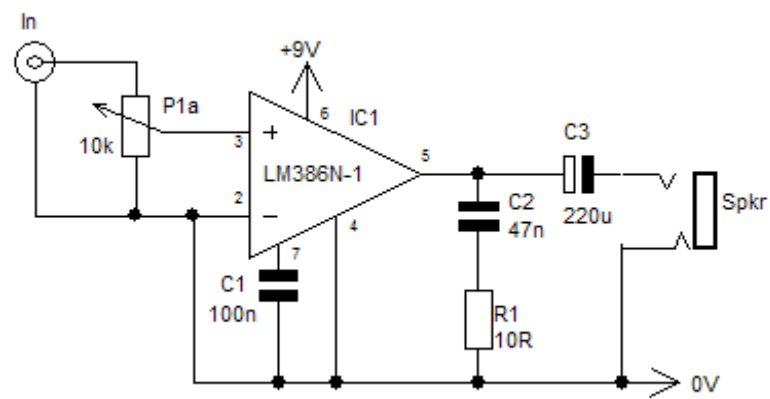 In
+9V
P1a
10k
3
+
6
IC1
LM386N-1
5
2
−
4
7
C1
100n
C2
47n
C3
220u
Spkr
R1
10R
0V